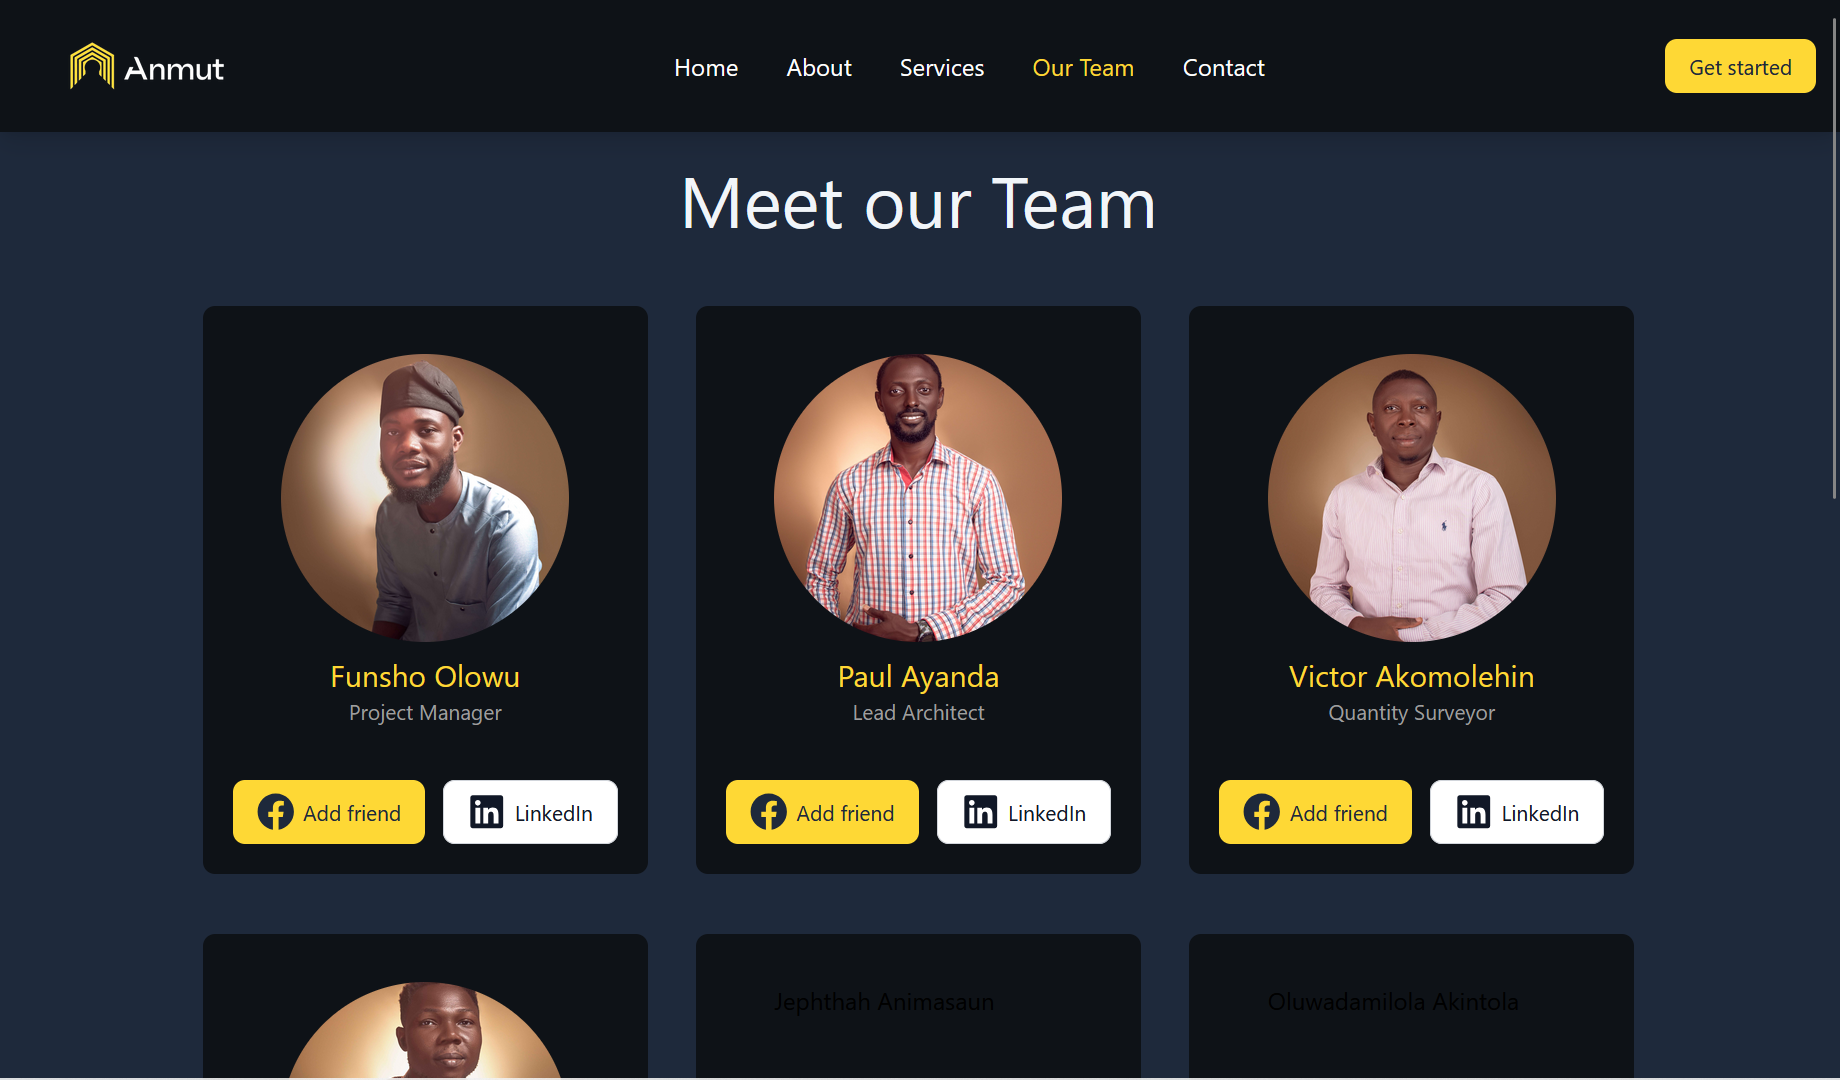 Anmut
Home About Services Our Team Contact
Get started
Meet our Team
Funsho Olowu
Project Manager
Add friend LinkedIn
Paul Ayanda
Lead Architect
Add friend LinkedIn
Victor Akomolehin
Quantity Surveyor
Add friend LinkedIn
Jephthah Animasaun
Oluwadamilola Akintola